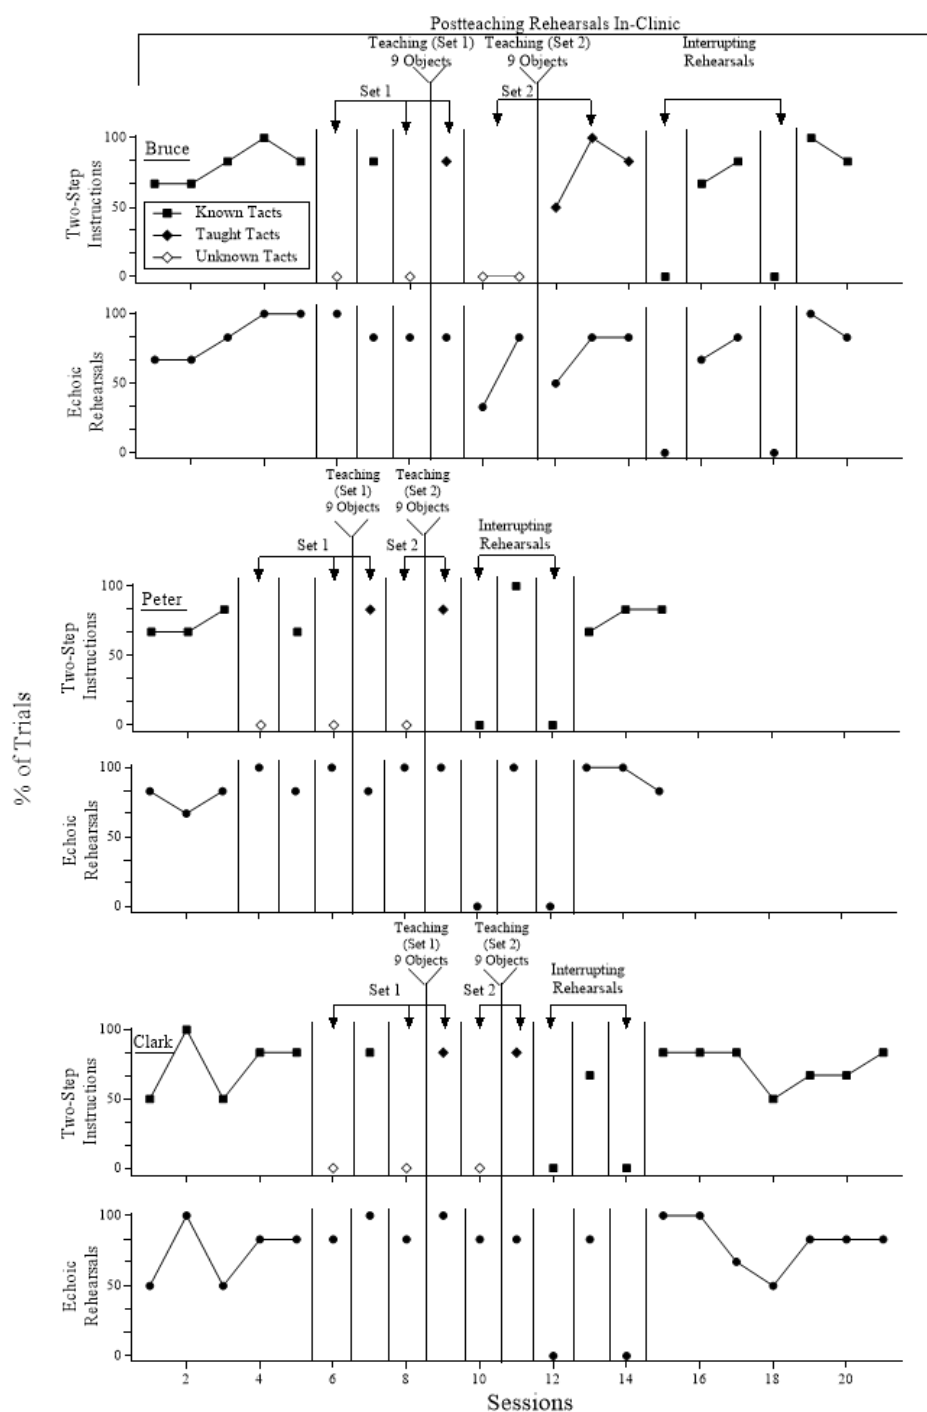 Postteaching Rehearsals In-Clinic
Teaching (Set 1)
9 Objects
Teaching (Set 2)
9 Objects
Interrupting
Rehearsals
Set 1
Set 2
Two-Step
Instructions
100
50
0
Bruce
Known Tacts
Taught Tacts
Unknown Tacts
Echoic
Rehearsals
100
50
0
Teaching
(Set 1)
9 Objects
Teaching
(Set 2)
9 Objects
Interrupting
Rehearsals
Set 1
Set 2
% of Trials
Two-Step
Instructions
100
50
0
Peter
Echoic
Rehearsals
100
50
0
Teaching
(Set 1)
9 Objects
Teaching
(Set 2)
9 Objects
Interrupting
Rehearsals
Set 1
Set 2
Two-Step
Instructions
100
50
0
Clark
Echoic
Rehearsals
100
50
0
2 4 6 8 10 12 14 16 18 20
Sessions